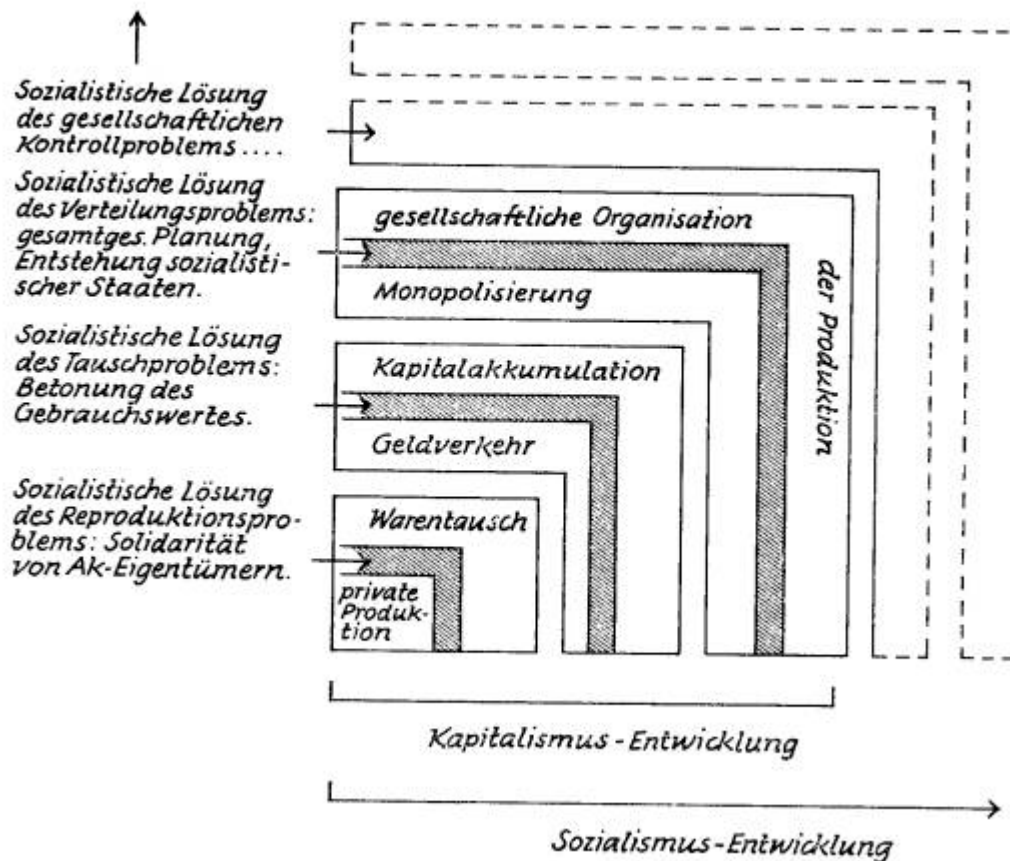 Sozialistische Lösung
des gesellschaftlichen
Kontrollproblems ....
Sozialistische Lösung
des Verteilungsproblems:
gesamtges. Planung,
Entstehung sozialisti-
scher Staaten.
Sozialistische Lösung
des Tauschproblems:
Betonung des
Gebrauchswertes.
Sozialistische Lösung
des Reproduktionspro-
blems: Solidarität
von Ak-Eigentümern.
gesellschaftliche Organisation
der Produktion
Monopolisierung
Kapitalakkumulation
Geldverkehr
Warentausch
private
Produk-
tion
Kapitalismus-Entwicklung
Sozialismus-Entwicklung